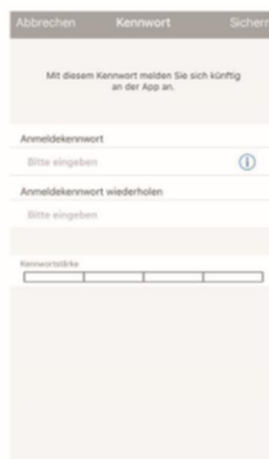 Abbrechen Kennwort Sichern
Mit diesem Kennwort melden Sie sich künftig
an der App an.
Anmeldekennwort
Bitte eingeben
Anmeldekennwort wiederholen
Bitte eingeben
Kennwortstärke